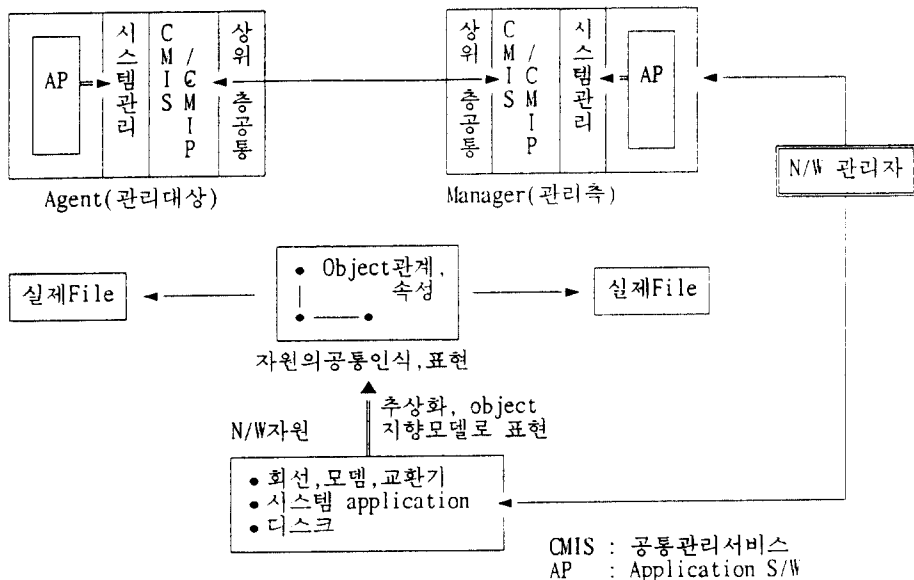 AP
시스템관리
CMIS
/CMIP
상위 층공통
상위 층공통
CMIS
/CMIP
시스템관리
AP
Agent(관리대상)
Manager(관리측)
N/W 관리자
실제File
● Object관계,
속성
실제File
자원의공통인식,표현
추상화, object
지향모델로 표현
N/W자원
● 회선,모뎀,교환기
● 시스템 application
● 디스크
CMIS : 공통관리서비스
AP : Application S/W